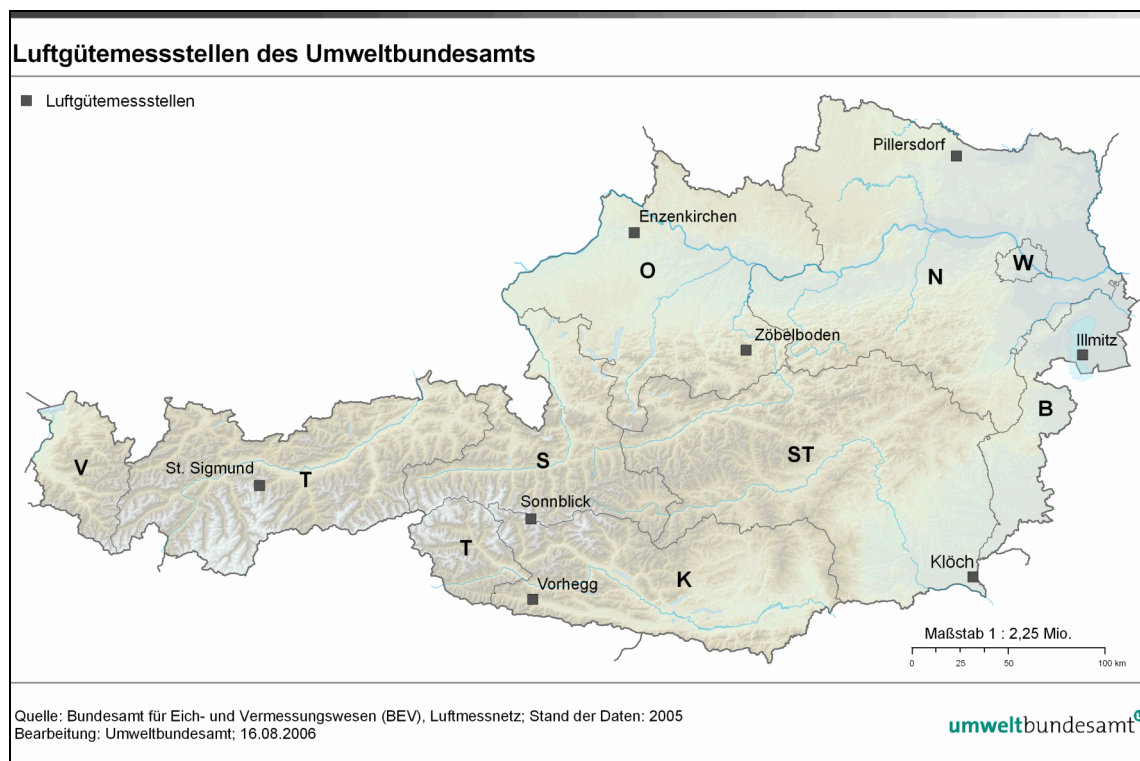 Luftgütemessstellen des Umweltbundesamts
Luftgütemessstellen
Pillersdorf
Enzenkirchen
W
O
N
Zöbelboden
Illmitz
B
V
St. Sigmund
T
S
ST
Sonnblick
T
K
Vorhegg
Klöch
Maßstab 1 : 2,25 Mio.
0 25 50 100 km
Quelle: Bundesamt für Eich- und Vermessungswesen (BEV), Luftmessnetz; Stand der Daten: 2005
Bearbeitung: Umweltbundesamt; 16.08.2006
umweltbundesamt